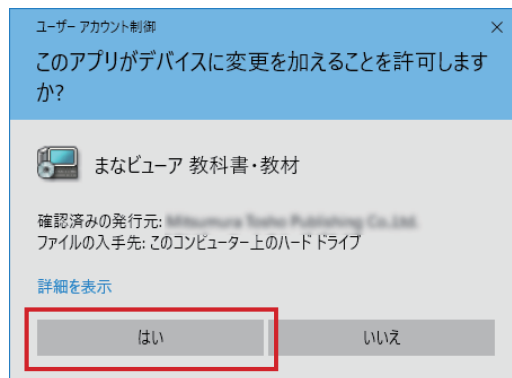 ユーザー アカウント制御
このアプリがデバイスに変更を加えることを許可します
か?
まなビューア 教科書・教材
確認済みの発行元:
ファイルの入手先: このコンピューター上のハード ドライブ
詳細を表示
はい
いいえ